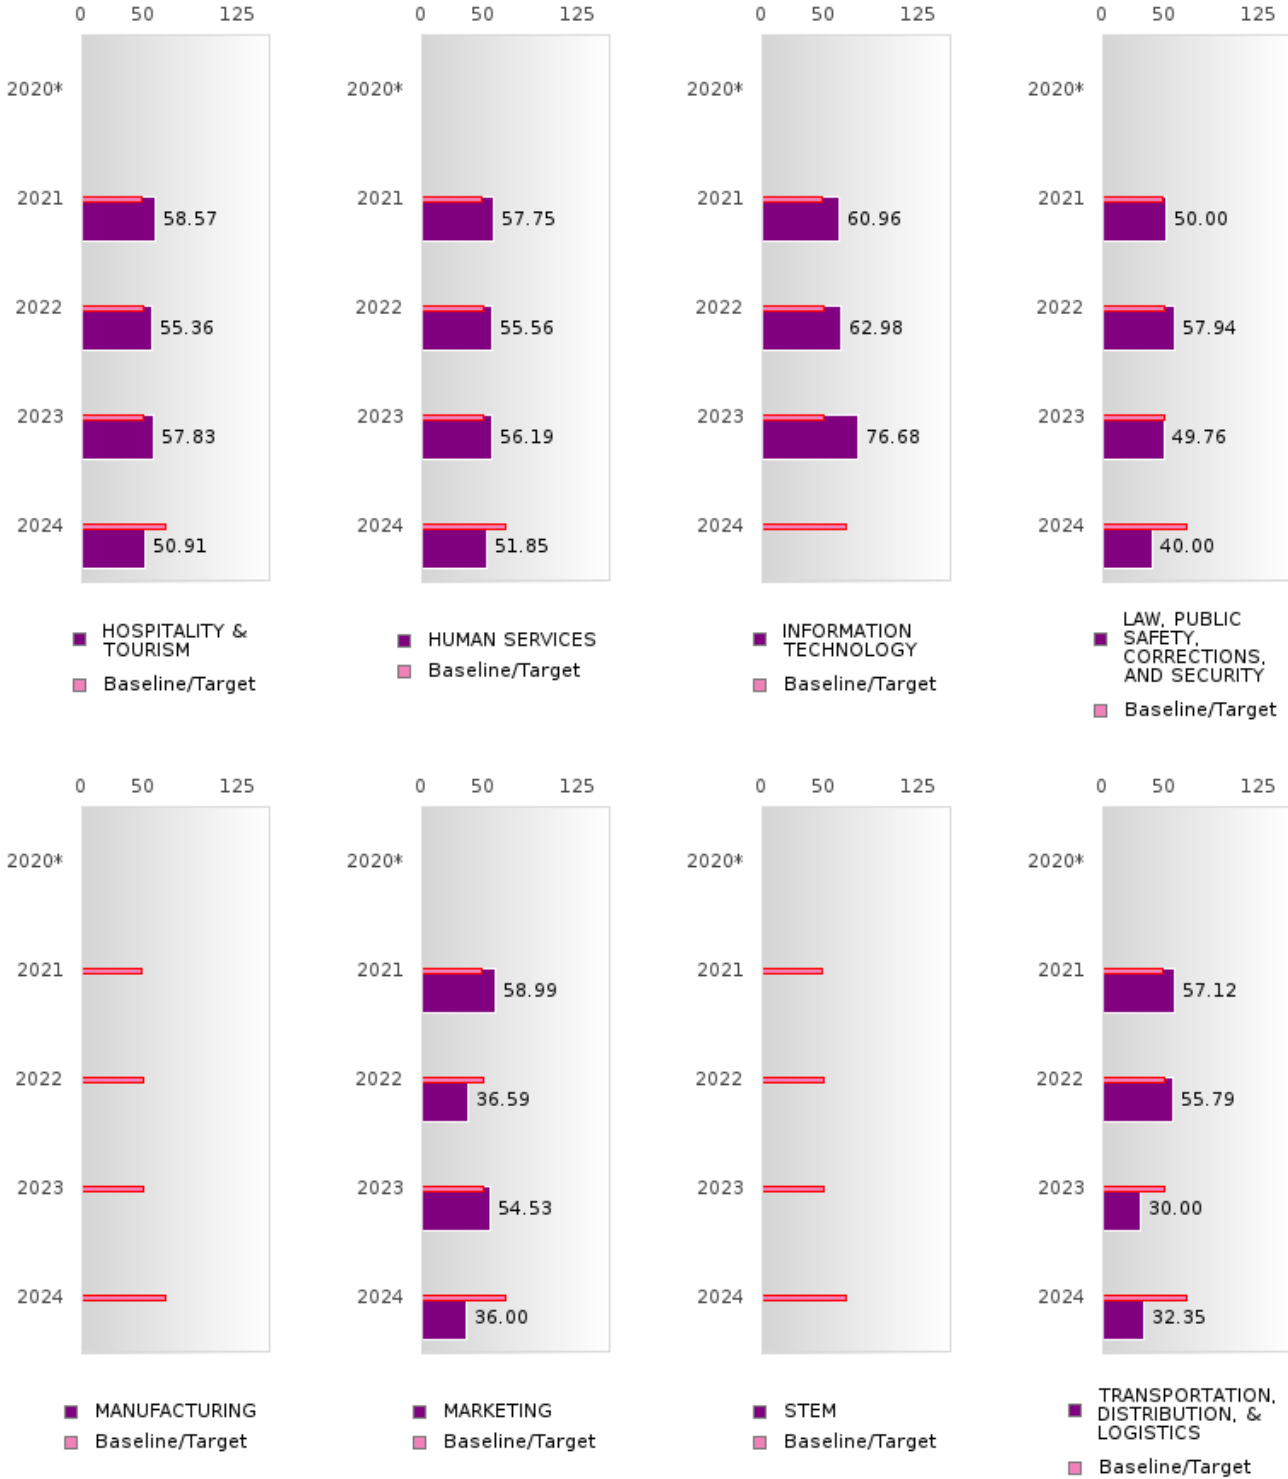 0 50 125
2020*
2021
58.57
2022
55.36
2023
57.83
2024
50.91
HOSPITALITY &
TOURISM
Baseline/Target
0 50 125
2020*
2021
57.75
2022
55.56
2023
56.19
2024
51.85
HUMAN SERVICES
Baseline/Target
0 50 125
2020*
2021
60.96
2022
62.98
2023
76.68
2024
INFORMATION
TECHNOLOGY
Baseline/Target
0 50 125
2020*
2021
50.00
2022
57.94
2023
49.76
2024
40.00
LAW, PUBLIC
SAFETY,
CORRECTIONS,
AND SECURITY
Baseline/Target
0 50 125
2020*
2021
2022
2023
2024
MANUFACTURING
Baseline/Target
0 50 125
2020*
2021
58.99
2022
36.59
2023
54.53
2024
36.00
MARKETING
Baseline/Target
0 50 125
2020*
2021
2022
2023
2024
STEM
Baseline/Target
0 50 125
2020*
2021
57.12
2022
55.79
2023
30.00
2024
32.35
TRANSPORTATION,
DISTRIBUTION, &
LOGISTICS
Baseline/Target